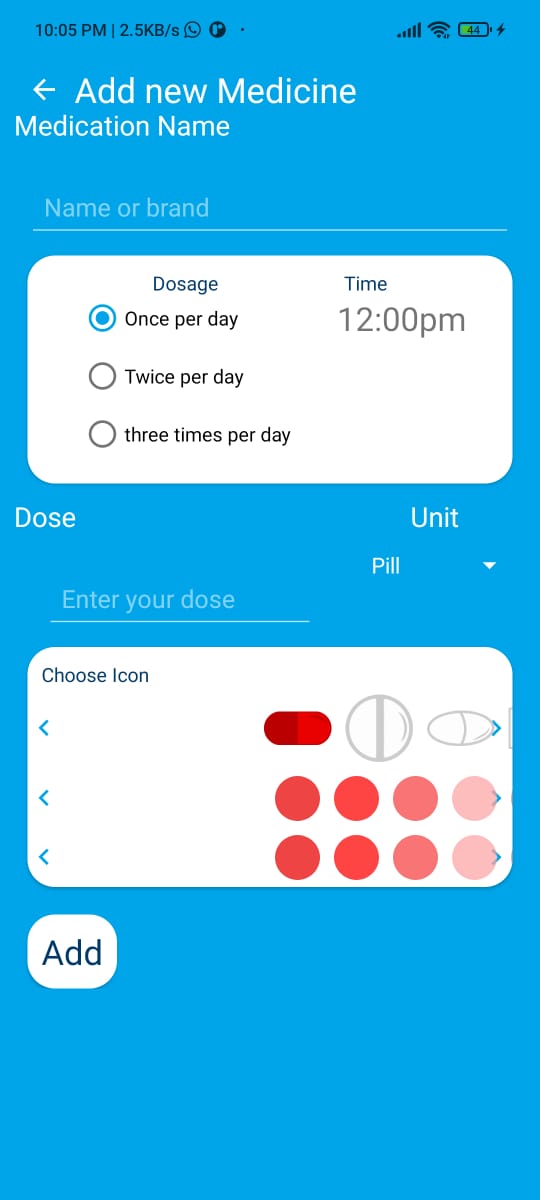 10:05 PM | 2.5KB/s
44
Add new Medicine
Medication Name
Name or brand
Dosage Time
Once per day 12:00pm
Twice per day
three times per day
Dose Unit
Pill
Enter your dose
Choose Icon
Add